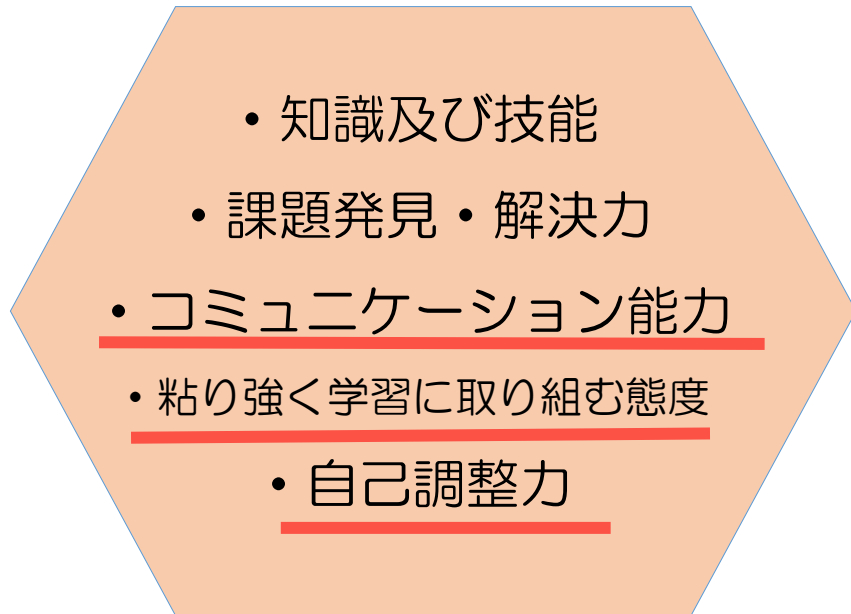 ・知識及び技能
・課題発見・解決力
・コミュニケーション能力
・粘り強く学習に取り組む態度
・自己調整力